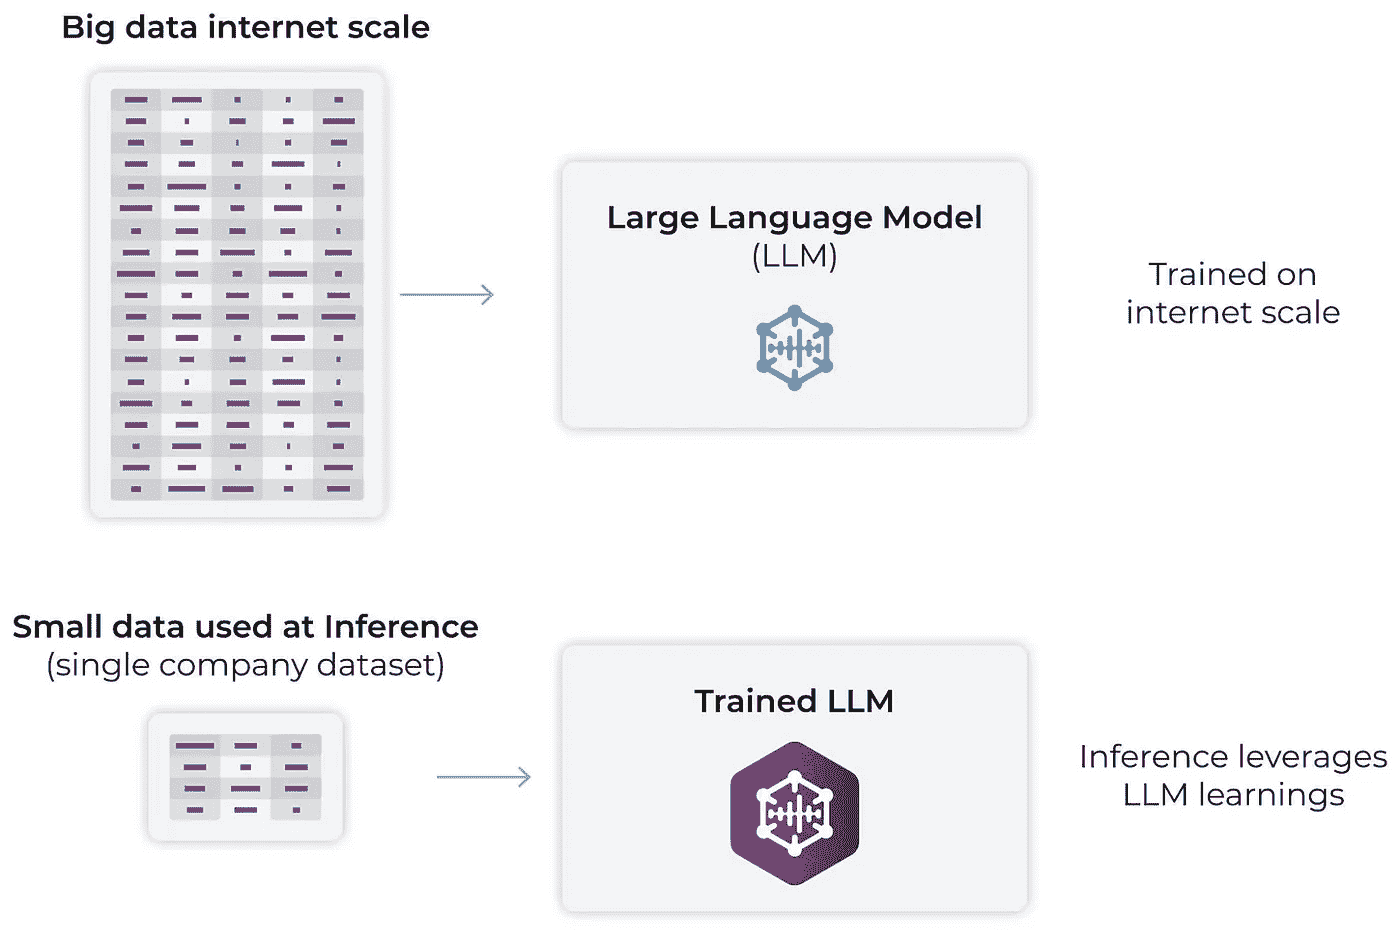 Big data internet scale
Large Language Model
(LLM)
Trained on
internet scale
Small data used at Inference
(single company dataset)
Trained LLM
Inference leverages
LLM learnings